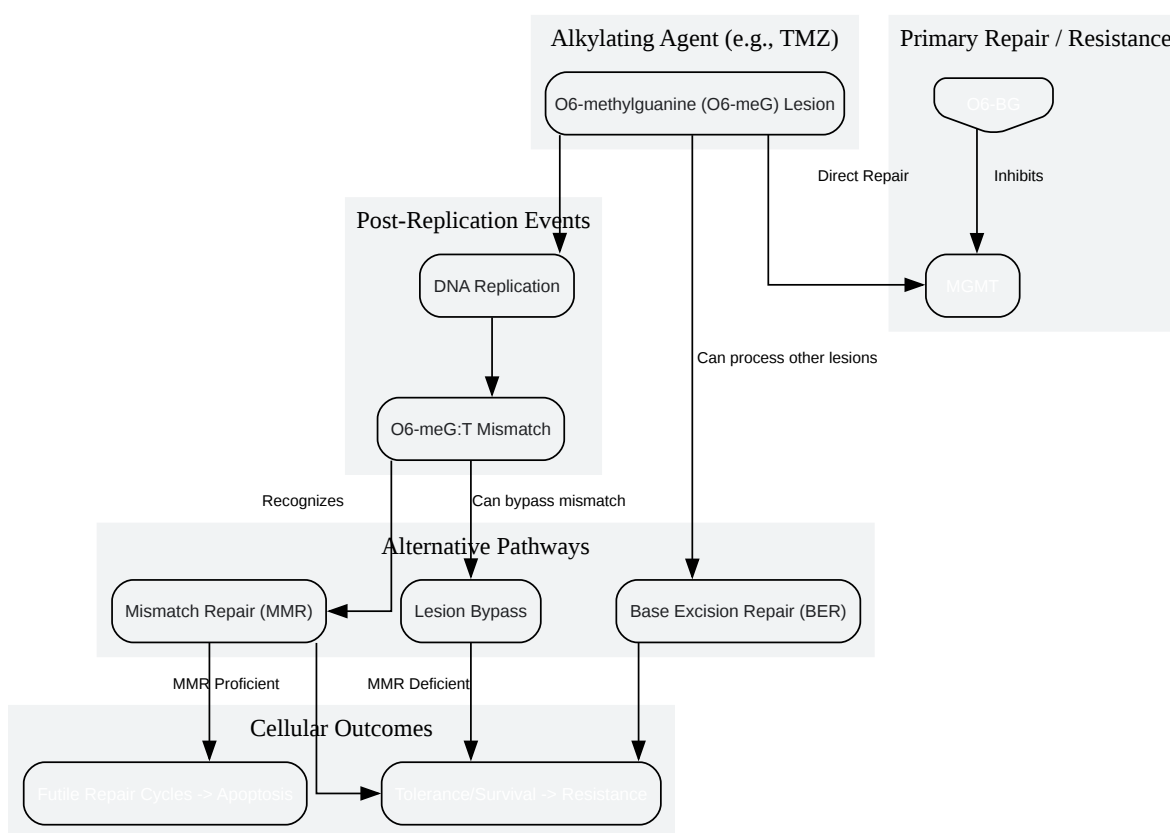 Alkylating Agent (e.g., TMZ)
Primary Repair / Resistance
O6-methylguanine (O6-meG) Lesion
O6-BG
Direct Repair
Inhibits
Post-Replication Events
DNA Replication
MGMT
Can process other lesions
O6-meG:T Mismatch
Recognizes
Can bypass mismatch
Alternative Pathways
Mismatch Repair (MMR)
Lesion Bypass
Base Excision Repair (BER)
MMR Proficient
MMR Deficient
Cellular Outcomes
Futile Repair Cycles -> Apoptosis
Tolerance/Survival -> Resistance